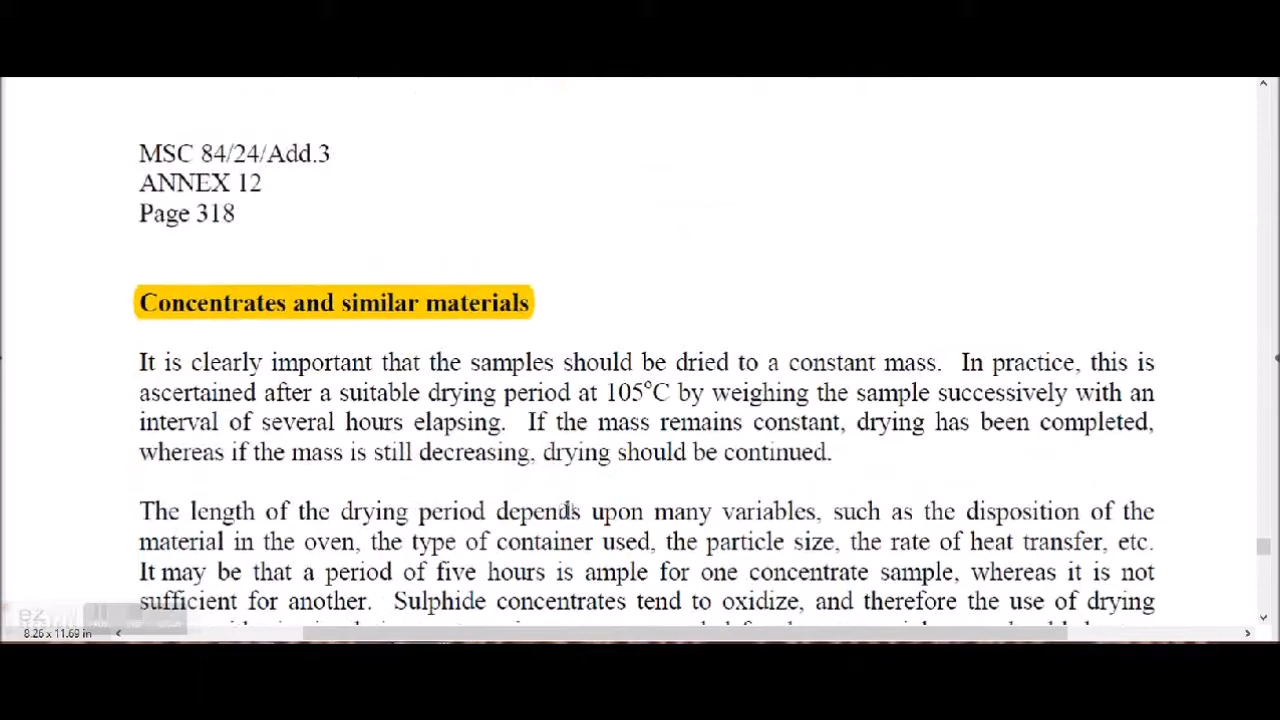 MSC 84/24/Add.3
ANNEX 12
Page 318
Concentrates and similar materials
It is clearly important that the samples should be dried to a constant mass. In practice, this is
ascertained after a suitable drying period at 105°C by weighing the sample successively with an
interval of several hours elapsing. If the mass remains constant, drying has been completed,
whereas if the mass is still decreasing, drying should be continued.
The length of the drying period depends upon many variables, such as the disposition of the
material in the oven, the type of container used, the particle size, the rate of heat transfer, etc.
It may be that a period of five hours is ample for one concentrate sample, whereas it is not
sufficient for another. Sulphide concentrates tend to oxidize, and therefore the use of drying
8.26 x 11.69 in